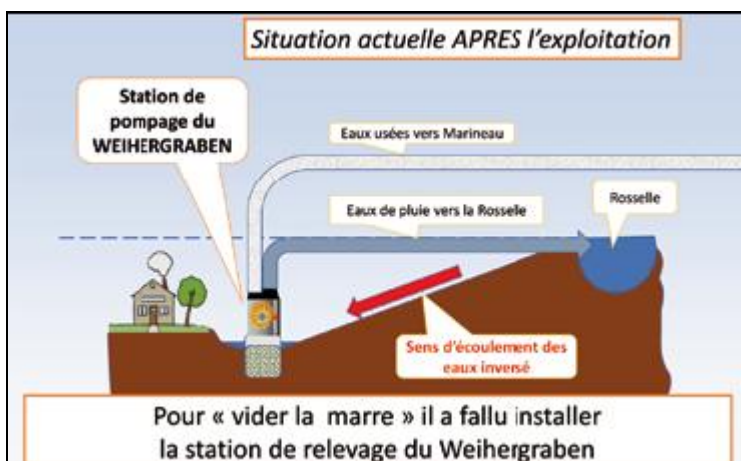 Situation actuelle APRES l'exploitation
Station de
pompage du
WEIHERGRABEN
Eaux usées vers Marineau
Eaux de pluie vers la Rosselle
Rosselle
Sens d'écoulement des
eaux inversé
Pour « vider la marre » il a fallu installer
la station de relevage du Weihergraben